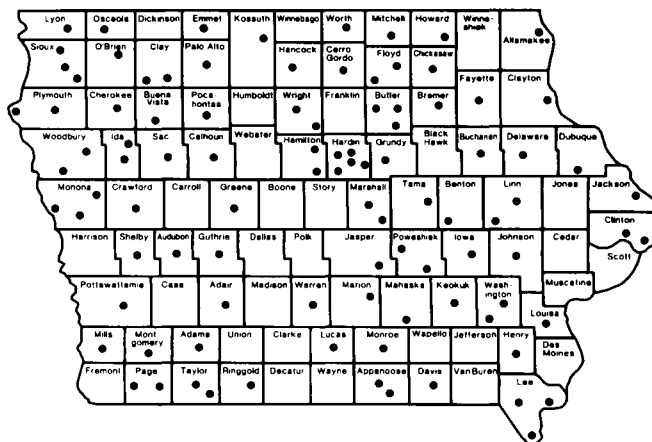 Lyon Osceola Dickinson Emmet Kossuth Winnebago Worth Mitchell Howard Winne-
shiek Allamakee
Sioux O'Brien Clay Palo Alto Hancock Cerro
Gordo Floyd Chickasaw
Plymouth Cherokee Buena
Vista Poca-
hontas Humboldt Wright Franklin Butler Bremer Fayette Clayton
Woodbury Ida Sac Calhoun Webster Hamilton Hardin Grundy Black
Hawk Buchanan Delaware Dubuque
Monona Crawford Carroll Greene Boone Story Marshall Tama Benton Linn Jones Jackson
Clinton
Harrison Shelby Audubon Guthrie Dallas Polk Jasper Poweshiek Iowa Johnson Cedar
Scott
Pottawattamie Cass Adair Madison Warren Marion Mahaska Keokuk Wash-
ington Muscatine
Louisa
Mills Mont
gomery Adams Union Clarke Lucas Monroe Wapello Jefferson Henry Des
Moines
Fremont Page Taylor Ringgold Decatur Wayne Appanoose Davis Van Buren Lee